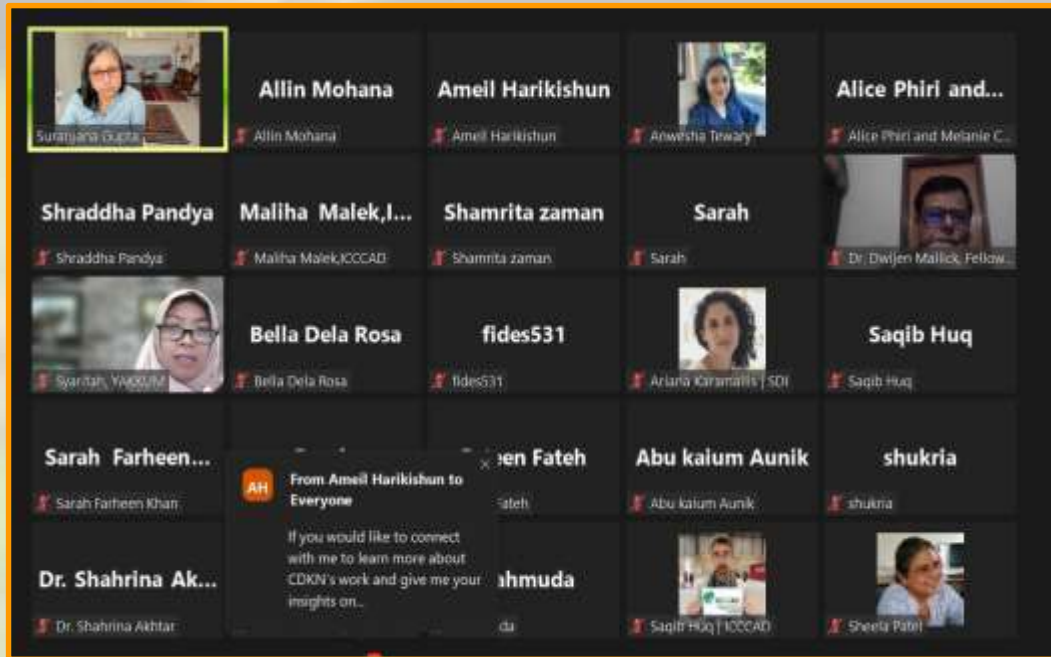 Suranjana Gupta
Allin Mohana
Allin Mohana
Ameil Harikishun
Ameil Harikishun
Anwesha Tewary
Alice Phiri and...
Alice Phiri and Melanie C...
Shraddha Pandya
Shraddha Pandya
Maliha Malek,I...
Maliha Malek,ICCCAD
Shamrita zaman
Shamrita zaman
Sarah
Sarah
Dr. Dwijen Mallick, Fellow...
Syarifah, YAKKUM
Bella Dela Rosa
Bella Dela Rosa
fides531
fides531
Ariana Karamallis | SDI
Saqib Huq
Saqib Huq
Sarah Farheen...
Sarah Farheen Khan
een Fateh
Fateh
Abu kaium Aunik
Abu kaium Aunik
shukria
shukria
AH
From Ameil Harikishun to
Everyone
If you would like to connect
with me to learn more about
CDKN's work and give me your
insights on...
Dr. Shahrina Ak...
Dr. Shahrina Akhtar
ahmuda
da
Saqib Huq | ICCCAD
Sheela Patel